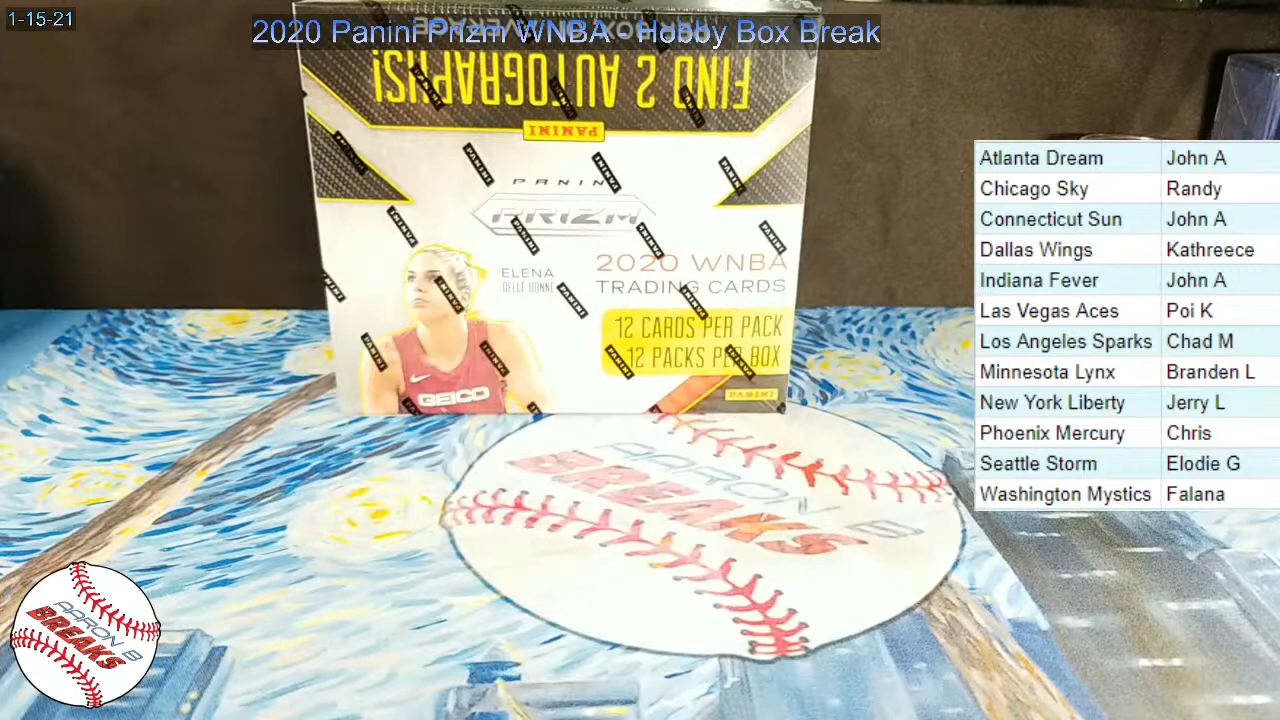 1-15-21
2020 Panini Prizm WNBA - Hobby Box Break
FIND 2 AUTOGRAPHS!
PANINI
PANINI
PRIZM
ELENA
DELLE DONNE
2020 WNBA
TRADING CARDS
12 CARDS PER PACK
12 PACKS PER BOX
GEICO
PANINI
Atlanta Dream John A
Chicago Sky Randy
Connecticut Sun John A
Dallas Wings Kathreece
Indiana Fever John A
Las Vegas Aces Poi K
Los Angeles Sparks Chad M
Minnesota Lynx Branden L
New York Liberty Jerry L
Phoenix Mercury Chris
Seattle Storm Elodie G
Washington Mystics Falana
AARON B
BREAKS
AARON B
BREAKS